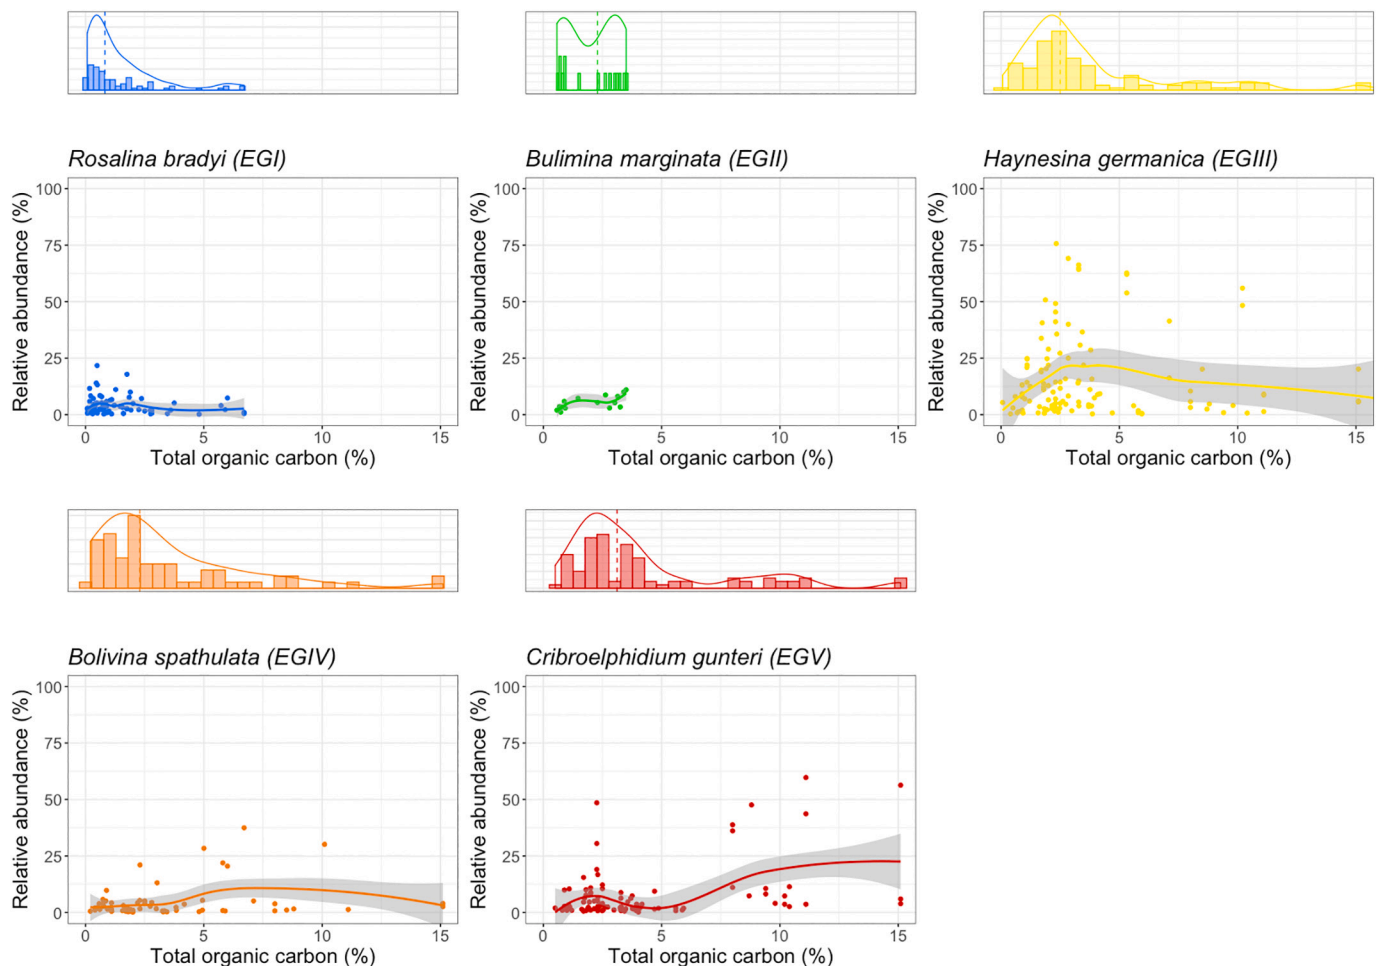 Rosalina bradyi (EGI)
Relative abundance (%)
100
75
50
25
0
0 5 10 15
Total organic carbon (%)
Bulimina marginata (EGII)
Relative abundance (%)
100
75
50
25
0
0 5 10 15
Total organic carbon (%)
Haynesina germanica (EGIII)
Relative abundance (%)
100
75
50
25
0
0 5 10 15
Total organic carbon (%)
Bolivina spathulata (EGIV)
Relative abundance (%)
100
75
50
25
0
0 5 10 15
Total organic carbon (%)
Cribroelphidium gunteri (EGV)
Relative abundance (%)
100
75
50
25
0
0 5 10 15
Total organic carbon (%)